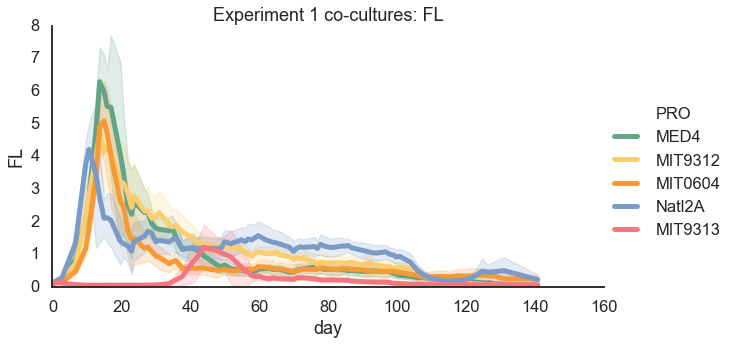 Experiment 1 co-cultures: FL
8
7
6
5
4
3
2
1
0
FL
0 20 40 60 80 100 120 140 160
day
PRO
MED4
MIT9312
MIT0604
Natl2A
MIT9313